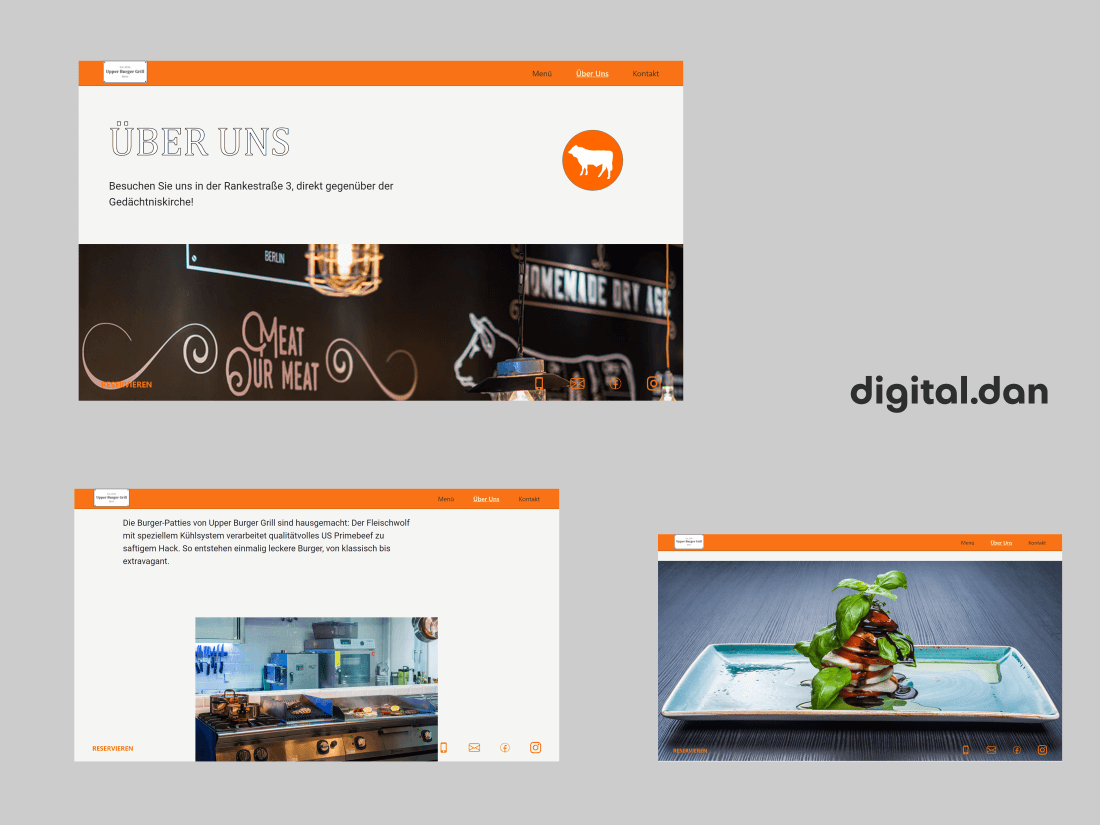 Upper Burger Grill
Menü Über Uns Kontakt
ÜBER UNS
Besuchen Sie uns in der Rankestraße 3, direkt gegenüber der
Gedächtniskirche!
BERLIN
HOMEMADE DRY AGE
MEAT
OUR MEAT
RESERVIEREN
digital.dan
Upper Burger Grill
Menü Über Uns Kontakt
Die Burger-Patties von Upper Burger Grill sind hausgemacht: Der Fleischwolf
mit speziellem Kühlsystem verarbeitet qualitätvolles US Primebeef zu
saftigem Hack. So entstehen einmalig leckere Burger, von klassisch bis
extravagant.
RESERVIEREN
Upper Burger Grill
Menü Über Uns Kontakt
RESERVIEREN